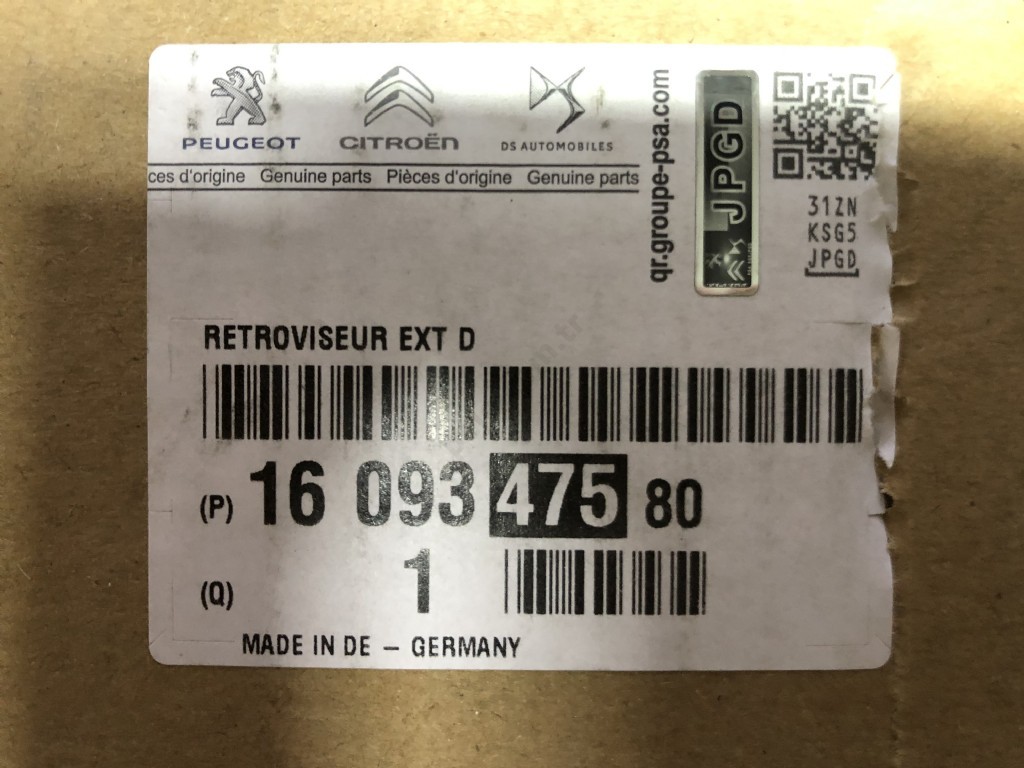 PEUGEOT CITROËN DS AUTOMOBILES
ces d'origine Genuine parts Pièces d'origine Genuine parts
qr.groupe-psa.com
JPGD
31ZN
KSG5
JPGD
RETROVISEUR EXT D
(P) 16 093 475 80
(Q) 1
MADE IN DE – GERMANY